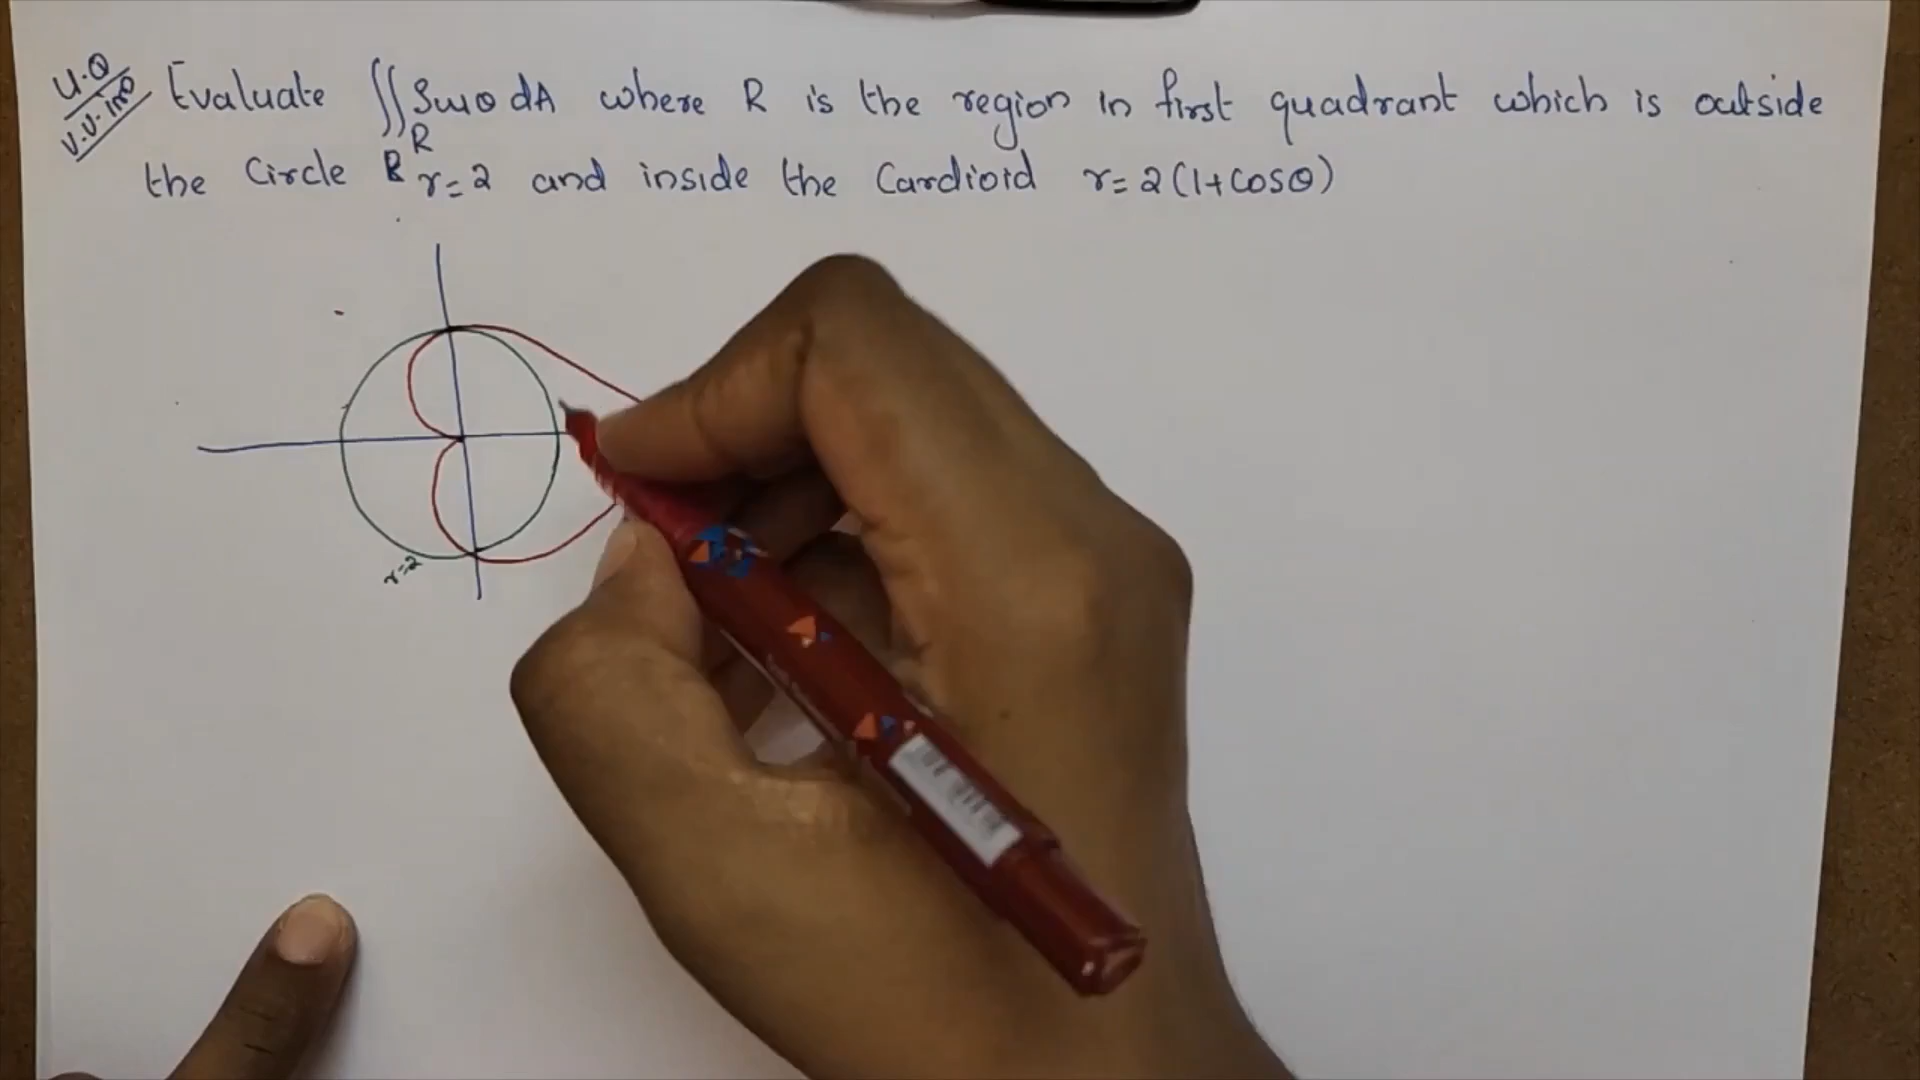 U.Q
V.V.Imp
Evaluate ∬_R Sinθ dA where R is the region in first quadrant which is outside
the Circle r=2 and inside the Cardioid r=2(1+cosθ)
r=2